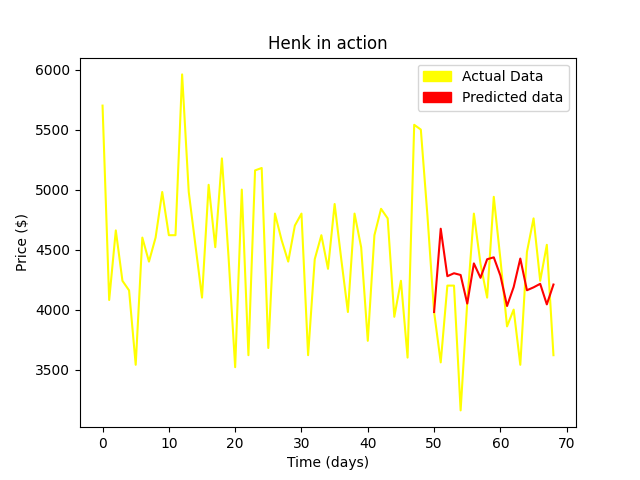 Henk in action
Actual Data
Predicted data
Price ($)
6000
5500
5000
4500
4000
3500
0 10 20 30 40 50 60 70
Time (days)